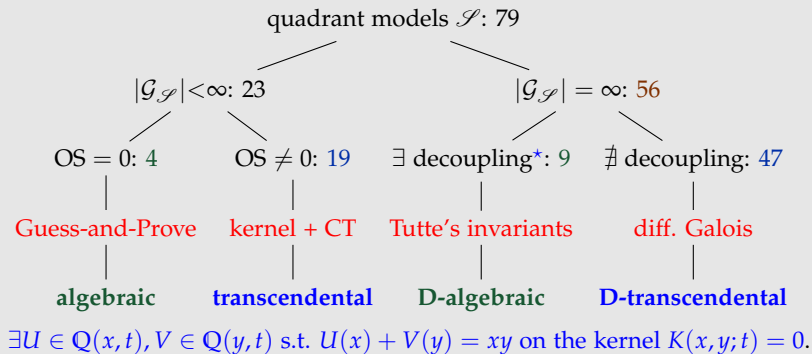 quadrant models 𝒮: 79
|𝒢_𝒮|<∞: 23 |𝒢_𝒮| = ∞: 56
OS = 0: 4 OS ≠ 0: 19 ∃ decoupling⋆: 9 ∄ decoupling: 47
Guess-and-Prove kernel + CT Tutte's invariants diff. Galois
algebraic transcendental D-algebraic D-transcendental
∃U ∈ ℚ(x, t), V ∈ ℚ(y, t) s.t. U(x) + V(y) = xy on the kernel K(x, y; t) = 0.